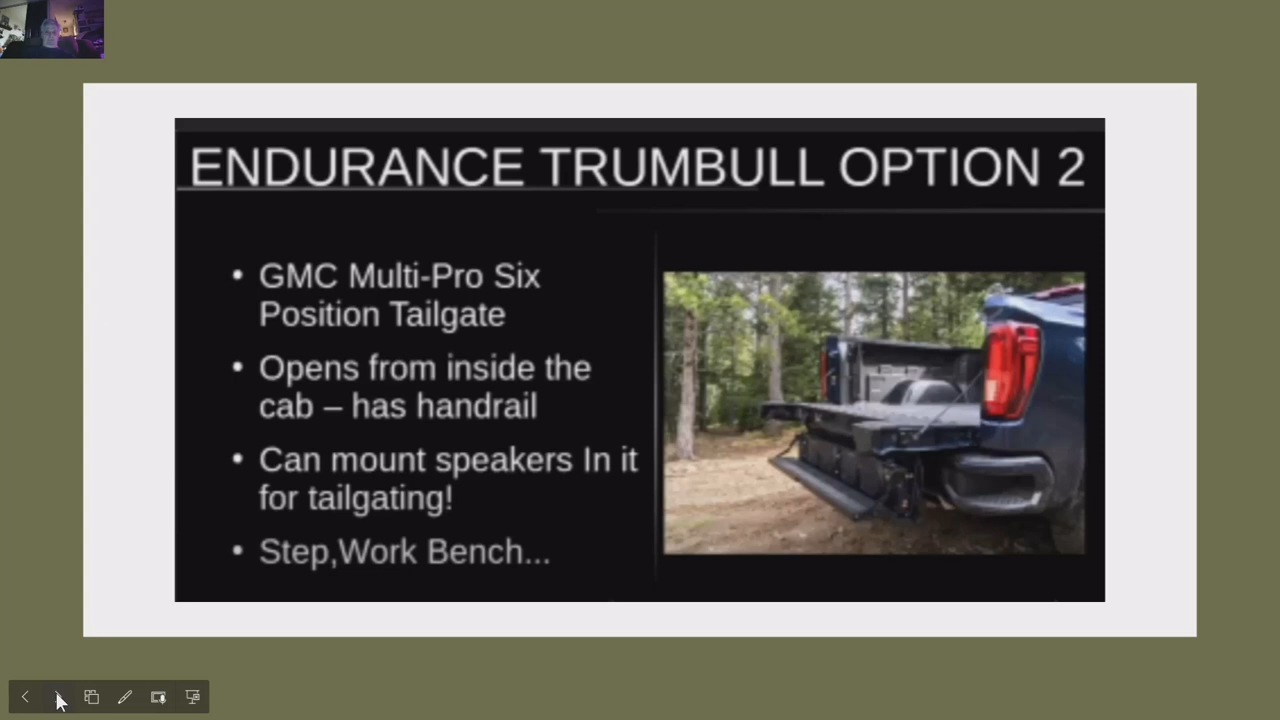 ENDURANCE TRUMBULL OPTION 2
• GMC Multi-Pro Six
Position Tailgate
• Opens from inside the
cab – has handrail
• Can mount speakers In it
for tailgating!
• Step,Work Bench...